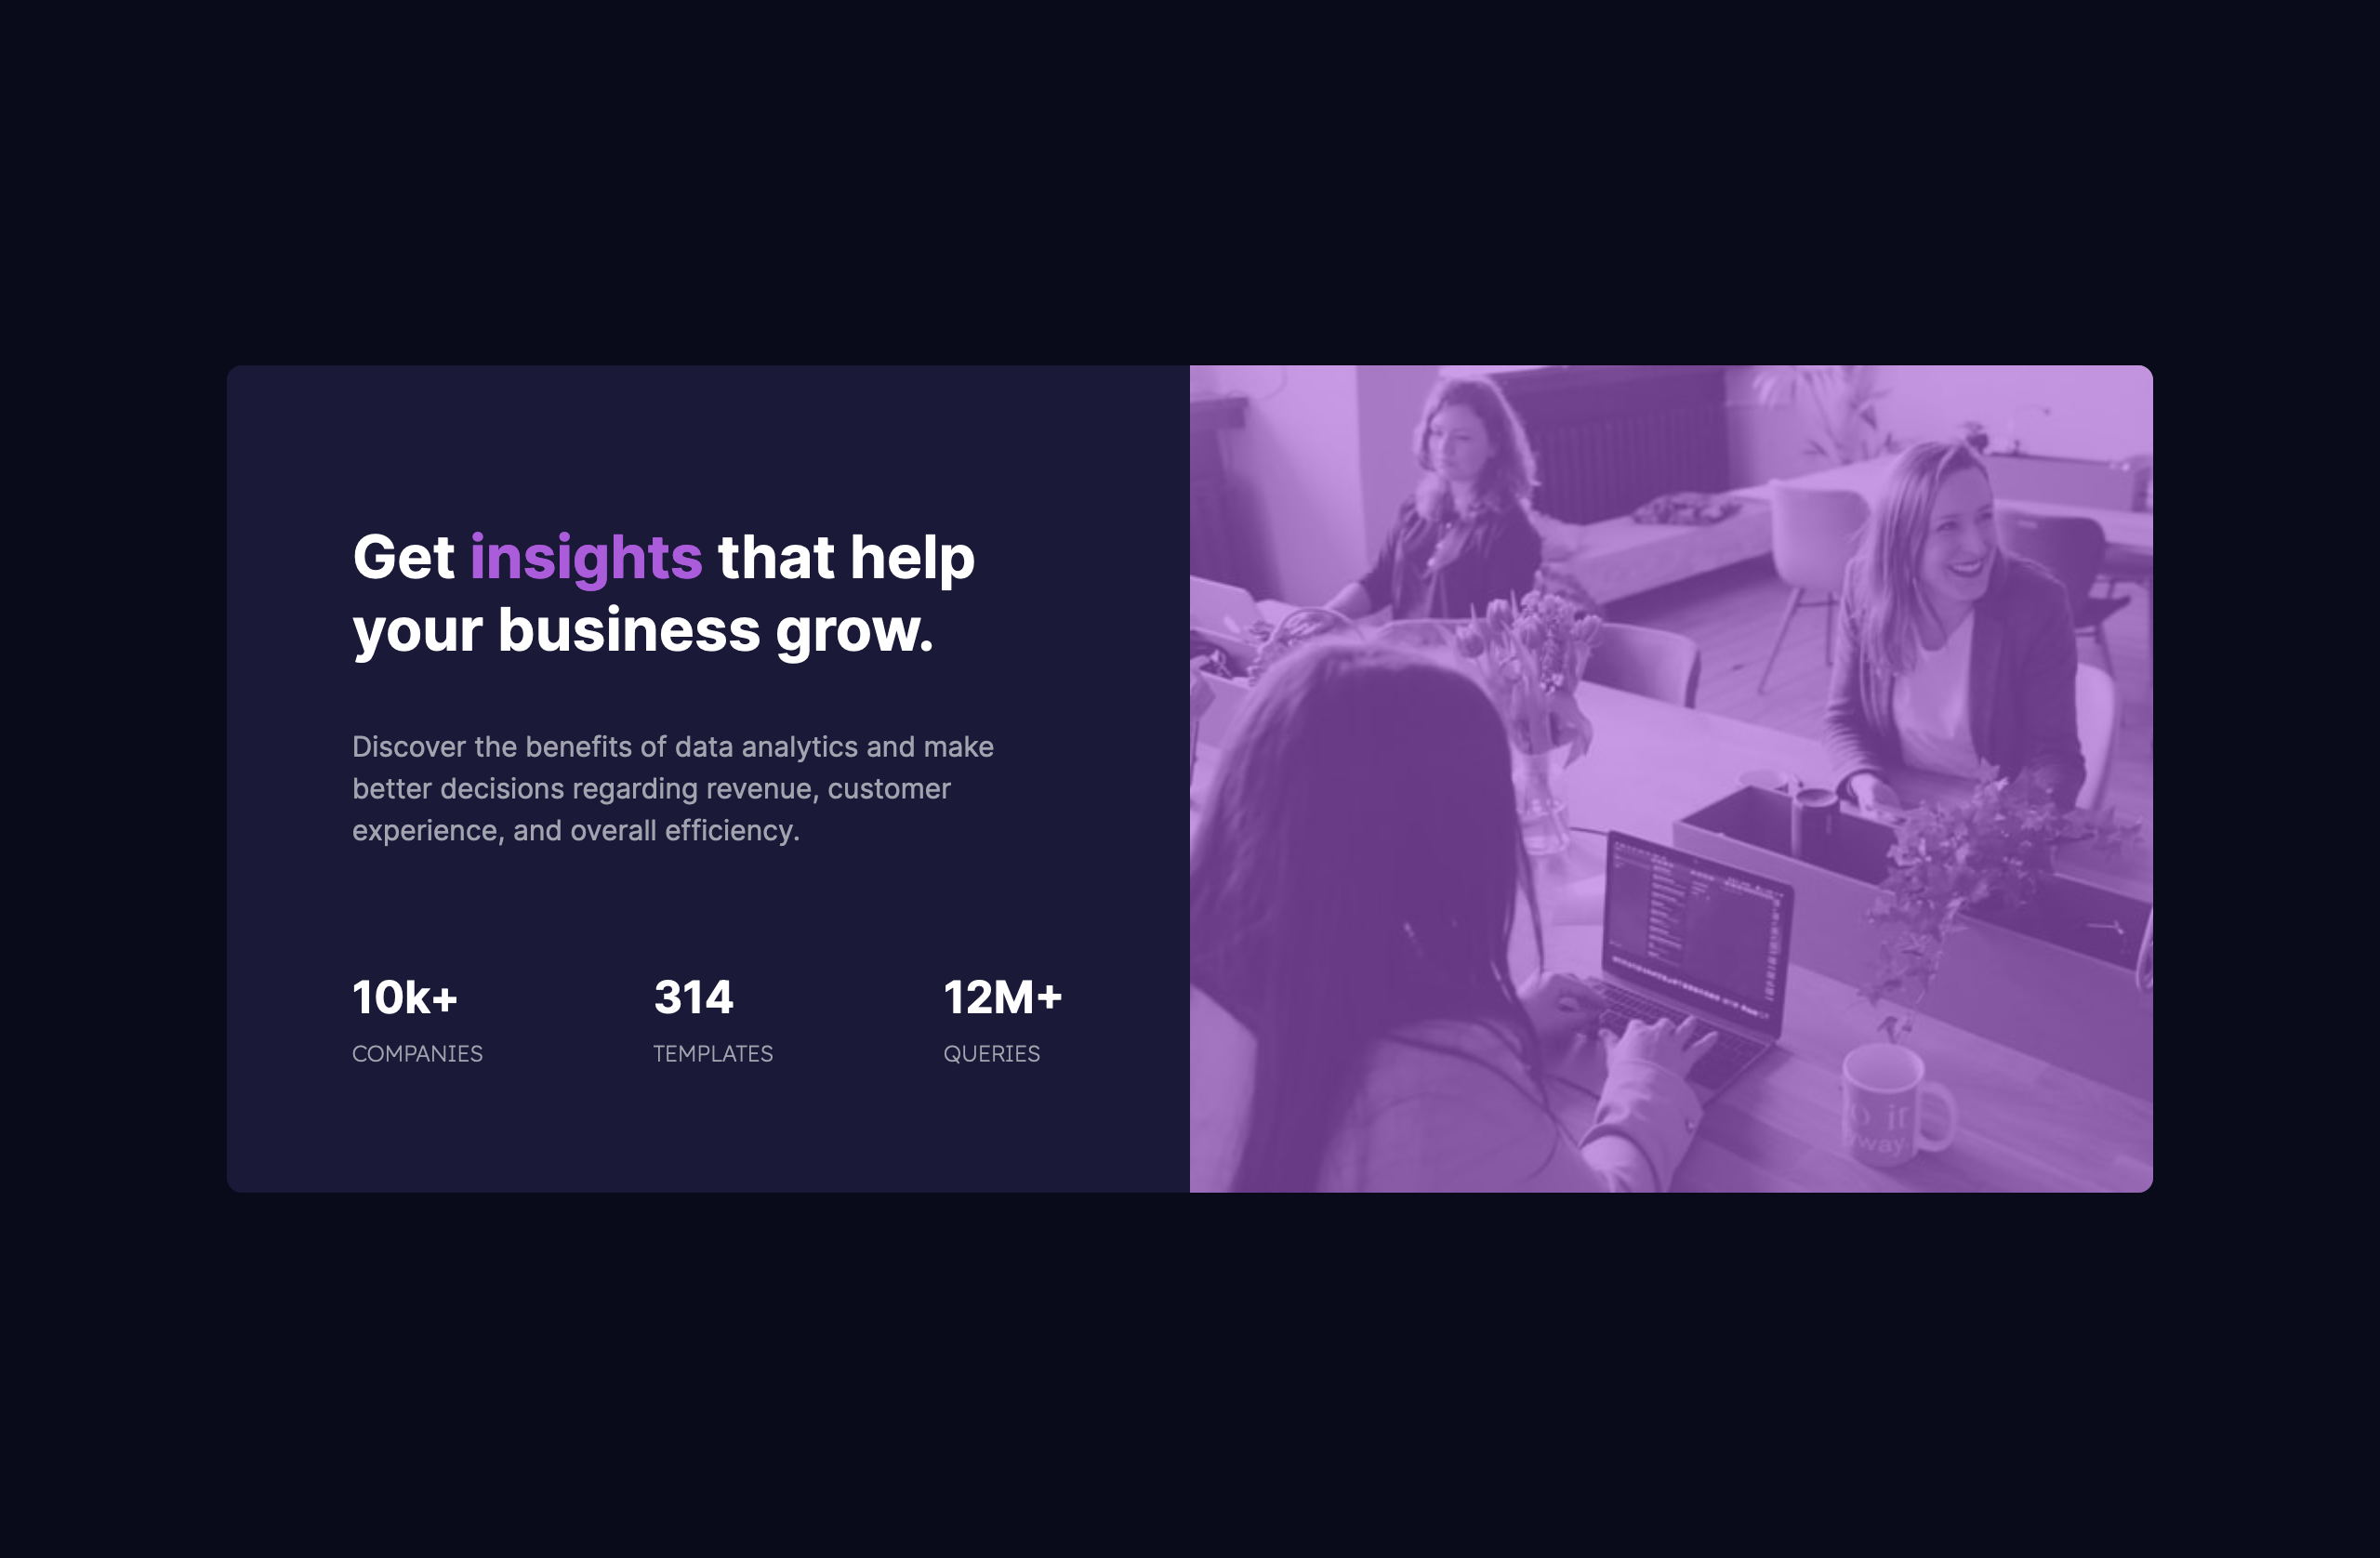 Get insights that help
your business grow.
Discover the benefits of data analytics and make
better decisions regarding revenue, customer
experience, and overall efficiency.
10k+
COMPANIES
314
TEMPLATES
12M+
QUERIES